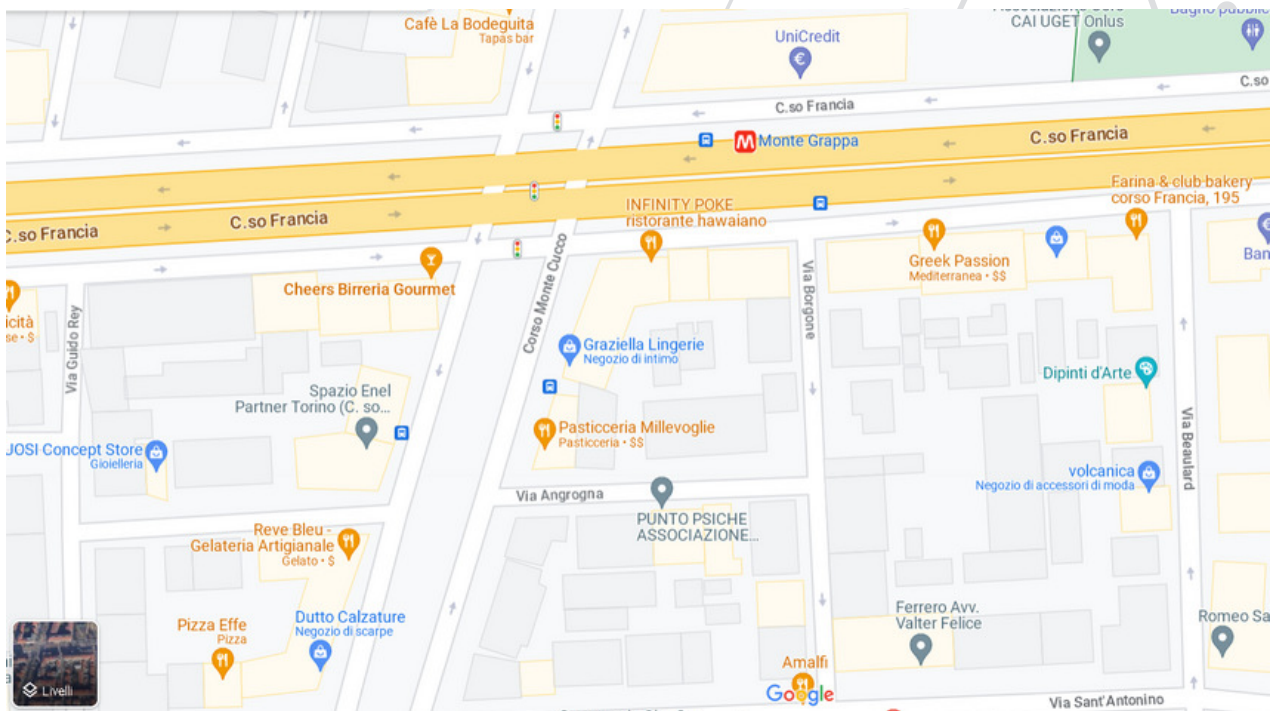 Cafè La Bodeguita
Tapas bar
UniCredit
CAI UGET Onlus
Bagno pubblic
C.so Francia
C.so
Monte Grappa
C.so Francia
C.so Francia
C.so Francia
INFINITY POKE
ristorante hawaiano
Farina & club bakery
corso Francia, 195
Greek Passion
Mediterranea • $$
Ban
Cheers Birreria Gourmet
icità
se • $
Via Guido Rey
Corso Monte Cucco
Via Borgone
Graziella Lingerie
Negozio di intimo
Dipinti d'Arte
Spazio Enel
Partner Torino (C. so...
Pasticceria Millevoglie
Pasticceria • $$
Via Beaulard
JOSI Concept Store
Gioielleria
volcanica
Negozio di accessori di moda
Via Angrogna
PUNTO PSICHE
ASSOCIAZIONE...
Reve Bleu -
Gelateria Artigianale
Gelato • $
Pizza Effe
Pizza
Dutto Calzature
Negozio di scarpe
Ferrero Avv.
Valter Felice
Romeo Sa
Amalfi
Google
Livelli
Via Sant'Antonino